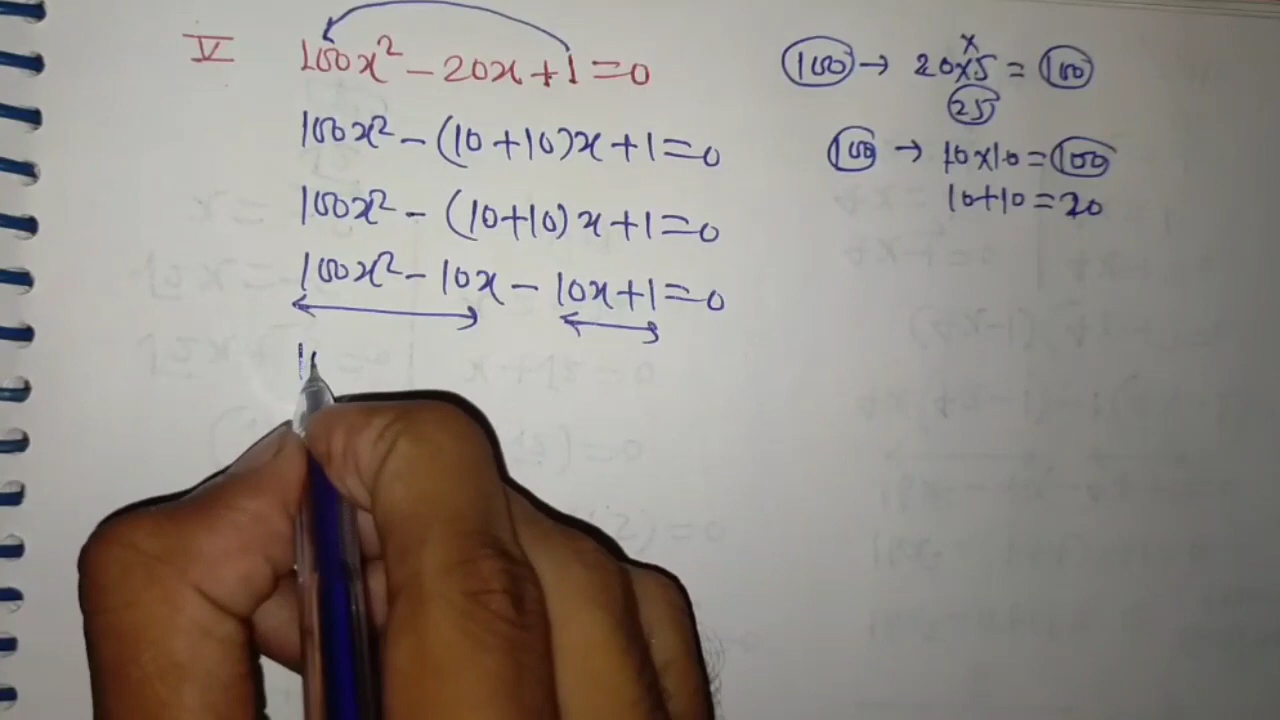 V 100x² - 20x + 1 = 0
100x² - (10 + 10)x + 1 = 0
100x² - (10+10)x + 1 = 0
100x² - 10x - 10x + 1 = 0
100 → 20 x 5 = 100
x
25
100 → 10 x 10 = 100
10 + 10 = 20